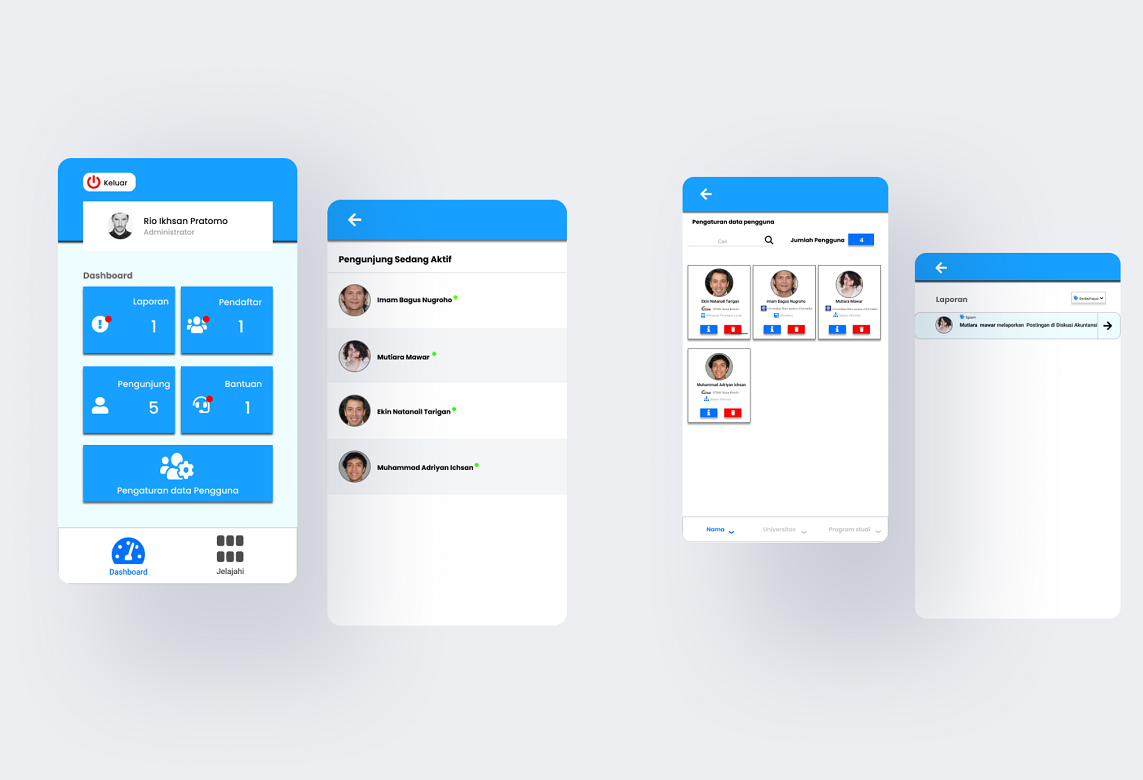 Keluar
Rio Ikhsan Pratomo
Administrator
Dashboard
Laporan
1
Pendaftar
1
Pengunjung
5
Bantuan
1
Pengaturan data Pengguna
Dashboard
Jelajahi
Pengunjung Sedang Aktif
Imam Bagus Nugroho
Mutiara Mawar
Ekin Natanail Tarigan
Muhammad Adriyan Ichsan
Pengaturan data pengguna
Cari
Jumlah Pengguna
4
Ekin Natanail Tarigan
Imam Bagus Nugroho
Mutiara Mawar
Muhammad Adriyan Ichsan
Nama
Universitas
Program studi
Laporan
Berbahaya
Spam
Mutiara mawar melaporkan Postingan di Diskusi Akuntansi